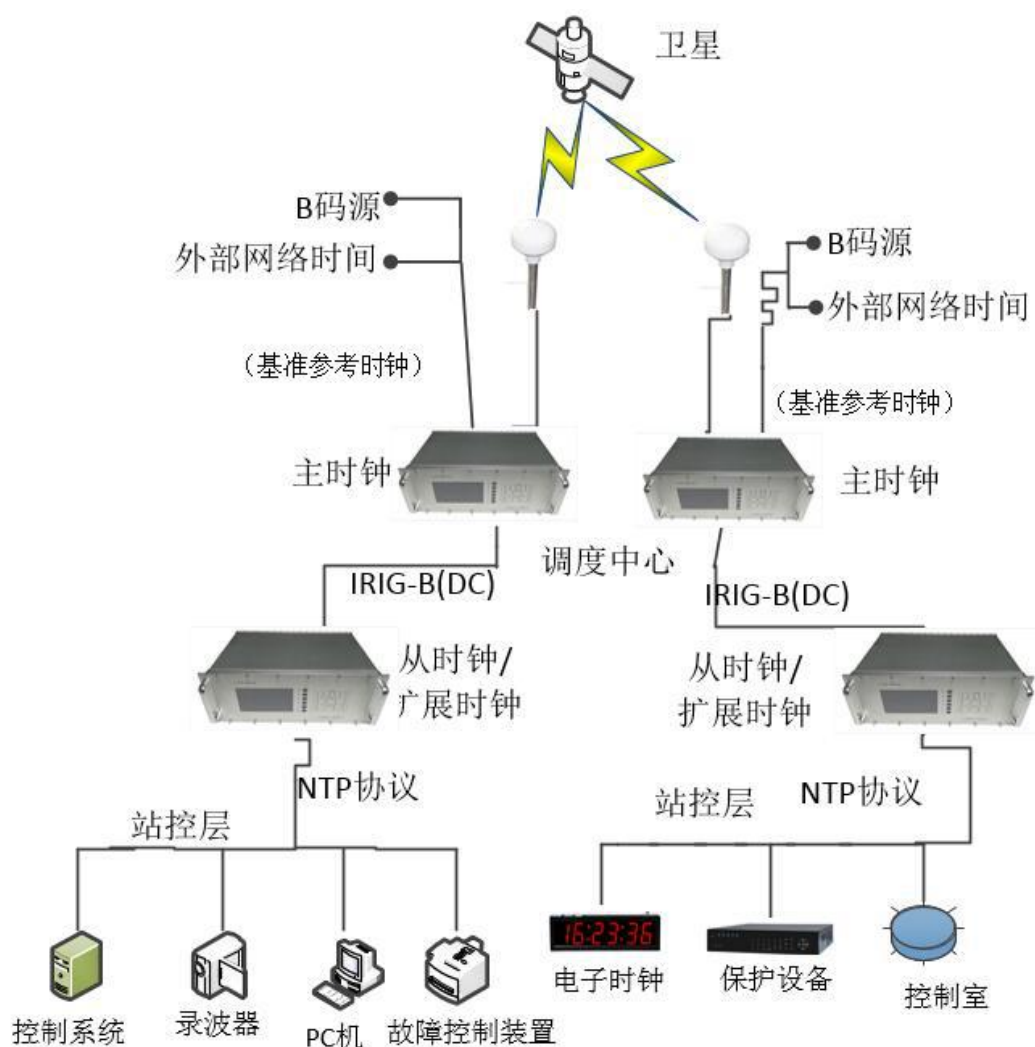 卫星
B码源
外部网络时间
B码源
外部网络时间
（基准参考时钟）
（基准参考时钟）
主时钟
主时钟
调度中心
IRIG-B(DC)
IRIG-B(DC)
从时钟/
扩展时钟
从时钟/
扩展时钟
NTP协议
站控层
站控层
NTP协议
16:23:36
电子时钟
保护设备
控制室
控制系统
录波器
PC机
故障控制装置